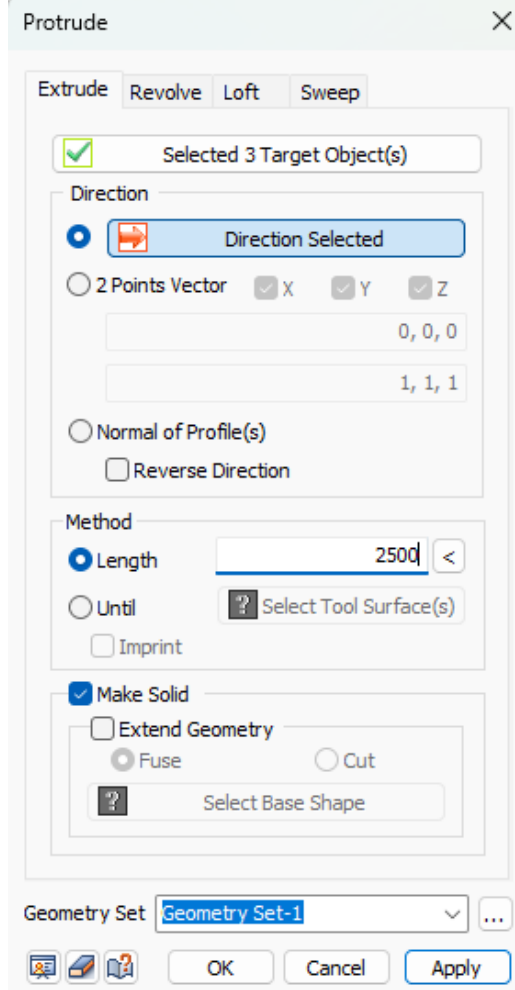 Protrude
Extrude Revolve Loft Sweep
Selected 3 Target Object(s)
Direction
Direction Selected
2 Points Vector X Y Z
0, 0, 0
1, 1, 1
Normal of Profile(s)
Reverse Direction
Method
Length 2500 <
Until ? Select Tool Surface(s)
Imprint
Make Solid
Extend Geometry
Fuse Cut
? Select Base Shape
Geometry Set Geometry Set-1 ...
OK Cancel Apply